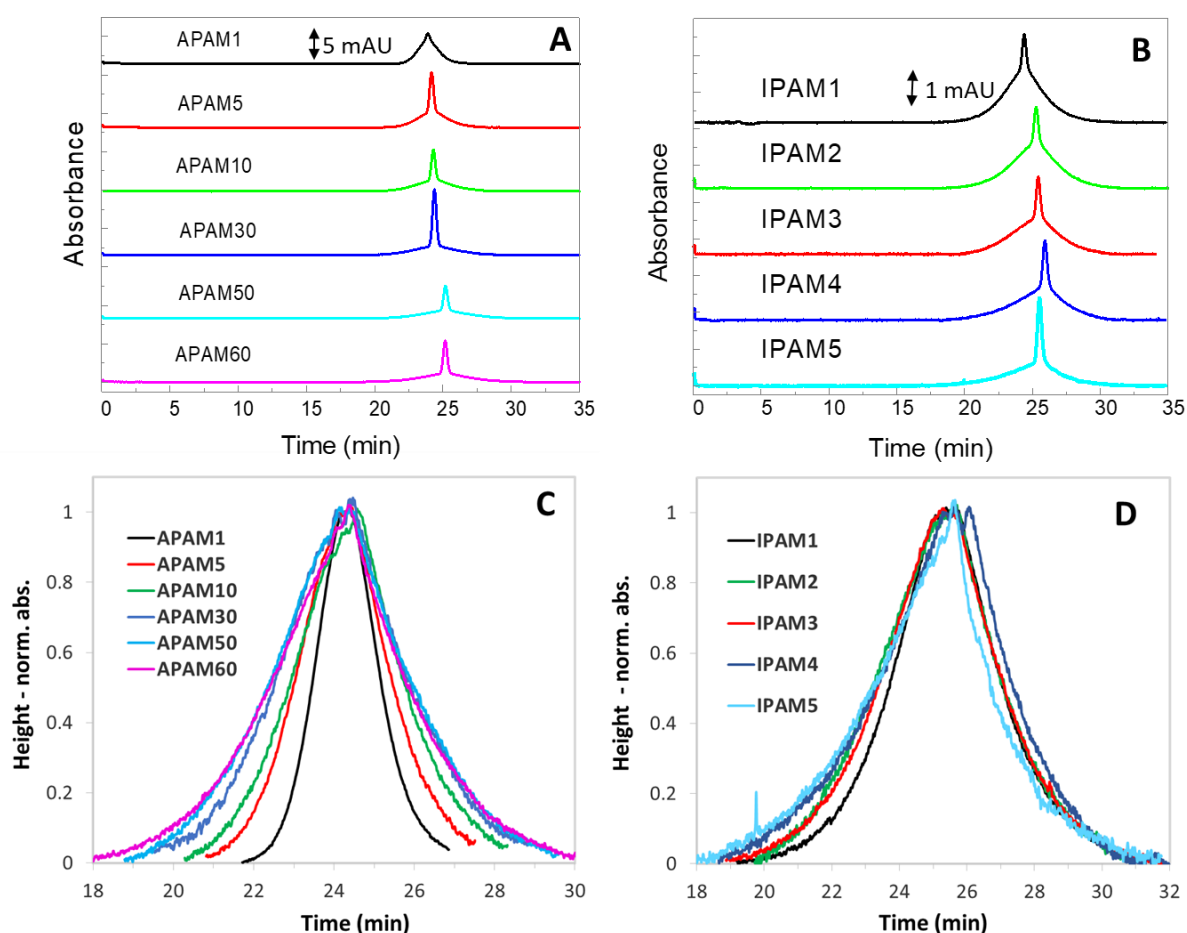 A
APAM1
5 mAU
APAM5
APAM10
APAM30
APAM50
APAM60
Absorbance
0 5 10 15 20 25 30 35
Time (min)
B
IPAM1
1 mAU
IPAM2
IPAM3
IPAM4
IPAM5
Absorbance
0 5 10 15 20 25 30 35
Time (min)
C
APAM1
APAM5
APAM10
APAM30
APAM50
APAM60
Height - norm. abs.
1
0.8
0.6
0.4
0.2
0
18 20 22 24 26 28 30
Time (min)
D
IPAM1
IPAM2
IPAM3
IPAM4
IPAM5
Height - norm. abs.
1
0.8
0.6
0.4
0.2
0
18 20 22 24 26 28 30 32
Time (min)